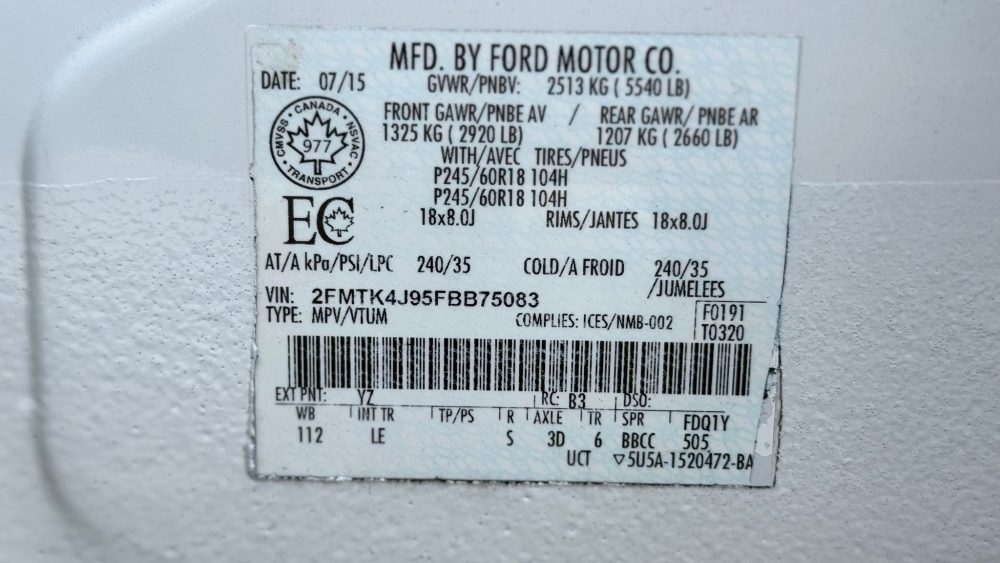 MFD. BY FORD MOTOR CO.
DATE: 07/15 GVWR/PNBV: 2513 KG ( 5540 LB)
FRONT GAWR/PNBE AV / REAR GAWR/PNBE AR
1325 KG ( 2920 LB) 1207 KG ( 2660 LB)
WITH/AVEC TIRES/PNEUS
P245/60R18 104H
P245/60R18 104H
18x8.0J RIMS/JANTES 18x8.0J
CANADA
CMVSS 977 NSVAC
TRANSPORT
EC
AT/A kPa/PSI/LPC 240/35 COLD/A FROID 240/35
/JUMELEES
VIN: 2FMTK4J95FBB75083
TYPE: MPV/VTUM COMPLIES: ICES/NMB-002
F0191
T0320
EXT PNT: YZ RC: B3 DSO:
WB INT TR TP/PS R AXLE TR SPR FDQ1Y
112 LE S 3D 6 BBCC 505
UCT ▽5U5A-1520472-BA